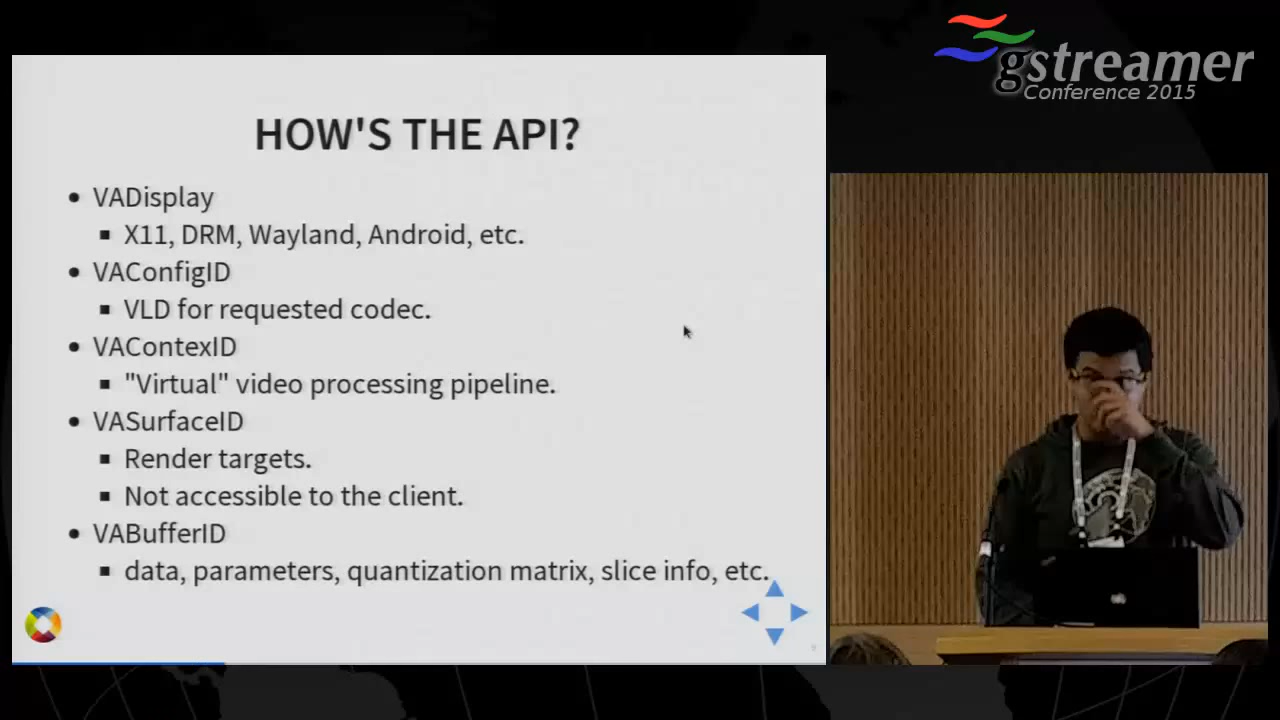 gstreamer
Conference 2015
HOW'S THE API?
• VADisplay
▪ X11, DRM, Wayland, Android, etc.
• VAConfigID
▪ VLD for requested codec.
• VAContexID
▪ "Virtual" video processing pipeline.
• VASurfaceID
▪ Render targets.
▪ Not accessible to the client.
• VABufferID
▪ data, parameters, quantization matrix, slice info, etc.